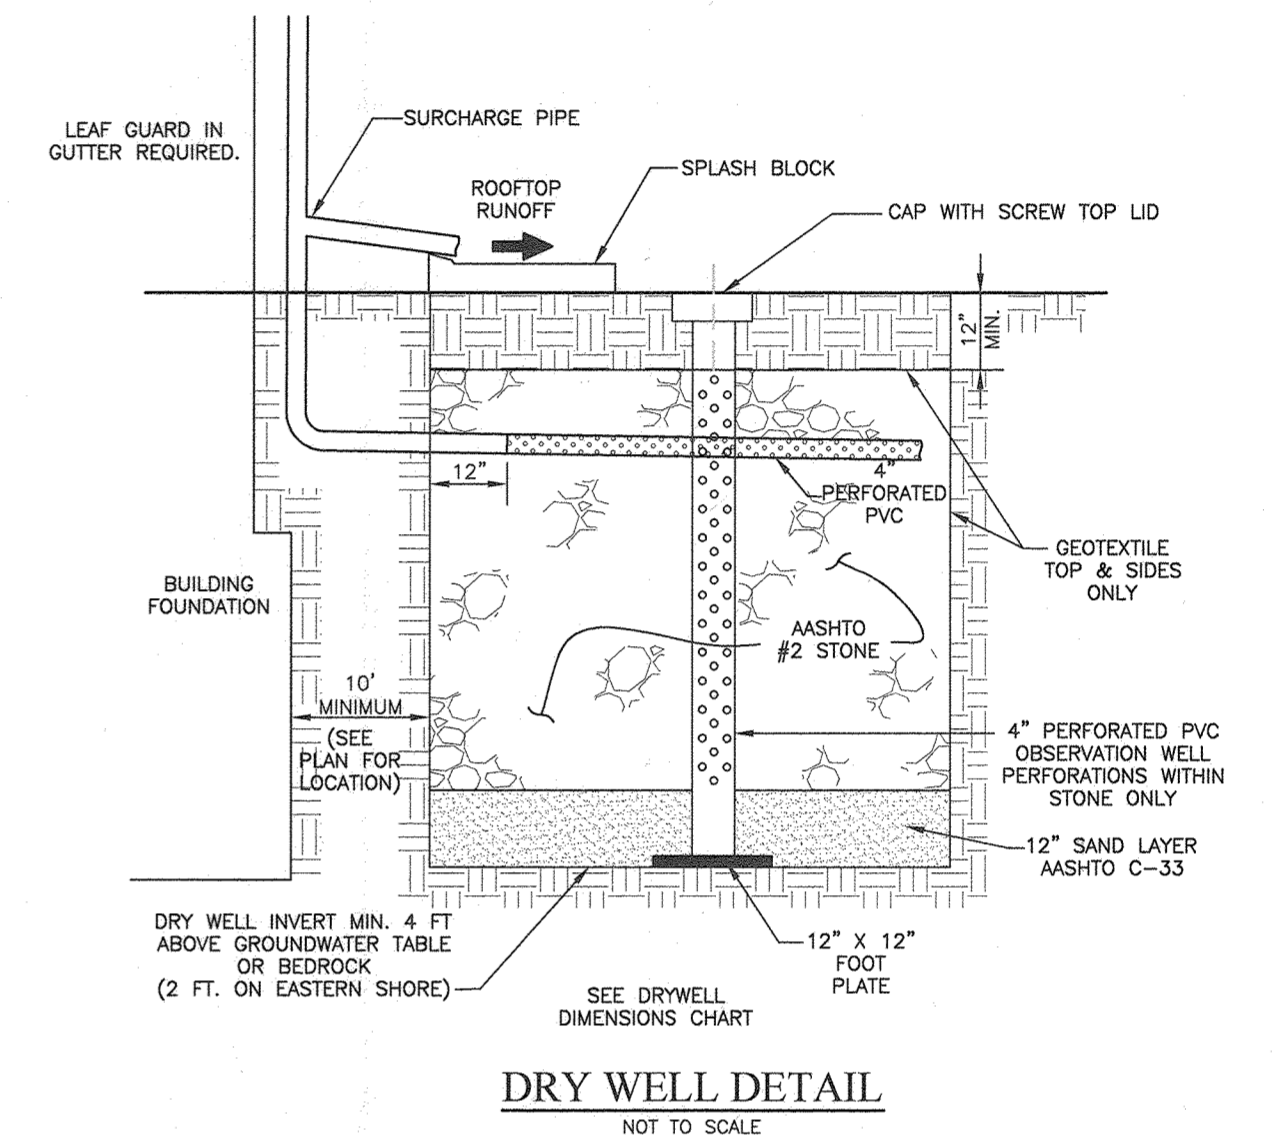 LEAF GUARD IN
GUTTER REQUIRED.
SURCHARGE PIPE
ROOFTOP
RUNOFF
SPLASH BLOCK
CAP WITH SCREW TOP LID
12"
MIN.
12"
4"
PERFORATED
PVC
GEOTEXTILE
TOP & SIDES
ONLY
BUILDING
FOUNDATION
AASHTO
#2 STONE
10'
MINIMUM
(SEE
PLAN FOR
LOCATION)
4" PERFORATED PVC
OBSERVATION WELL
PERFORATIONS WITHIN
STONE ONLY
12" SAND LAYER
AASHTO C-33
DRY WELL INVERT MIN. 4 FT
ABOVE GROUNDWATER TABLE
OR BEDROCK
(2 FT. ON EASTERN SHORE)
12" X 12"
FOOT
PLATE
SEE DRYWELL
DIMENSIONS CHART
DRY WELL DETAIL
NOT TO SCALE